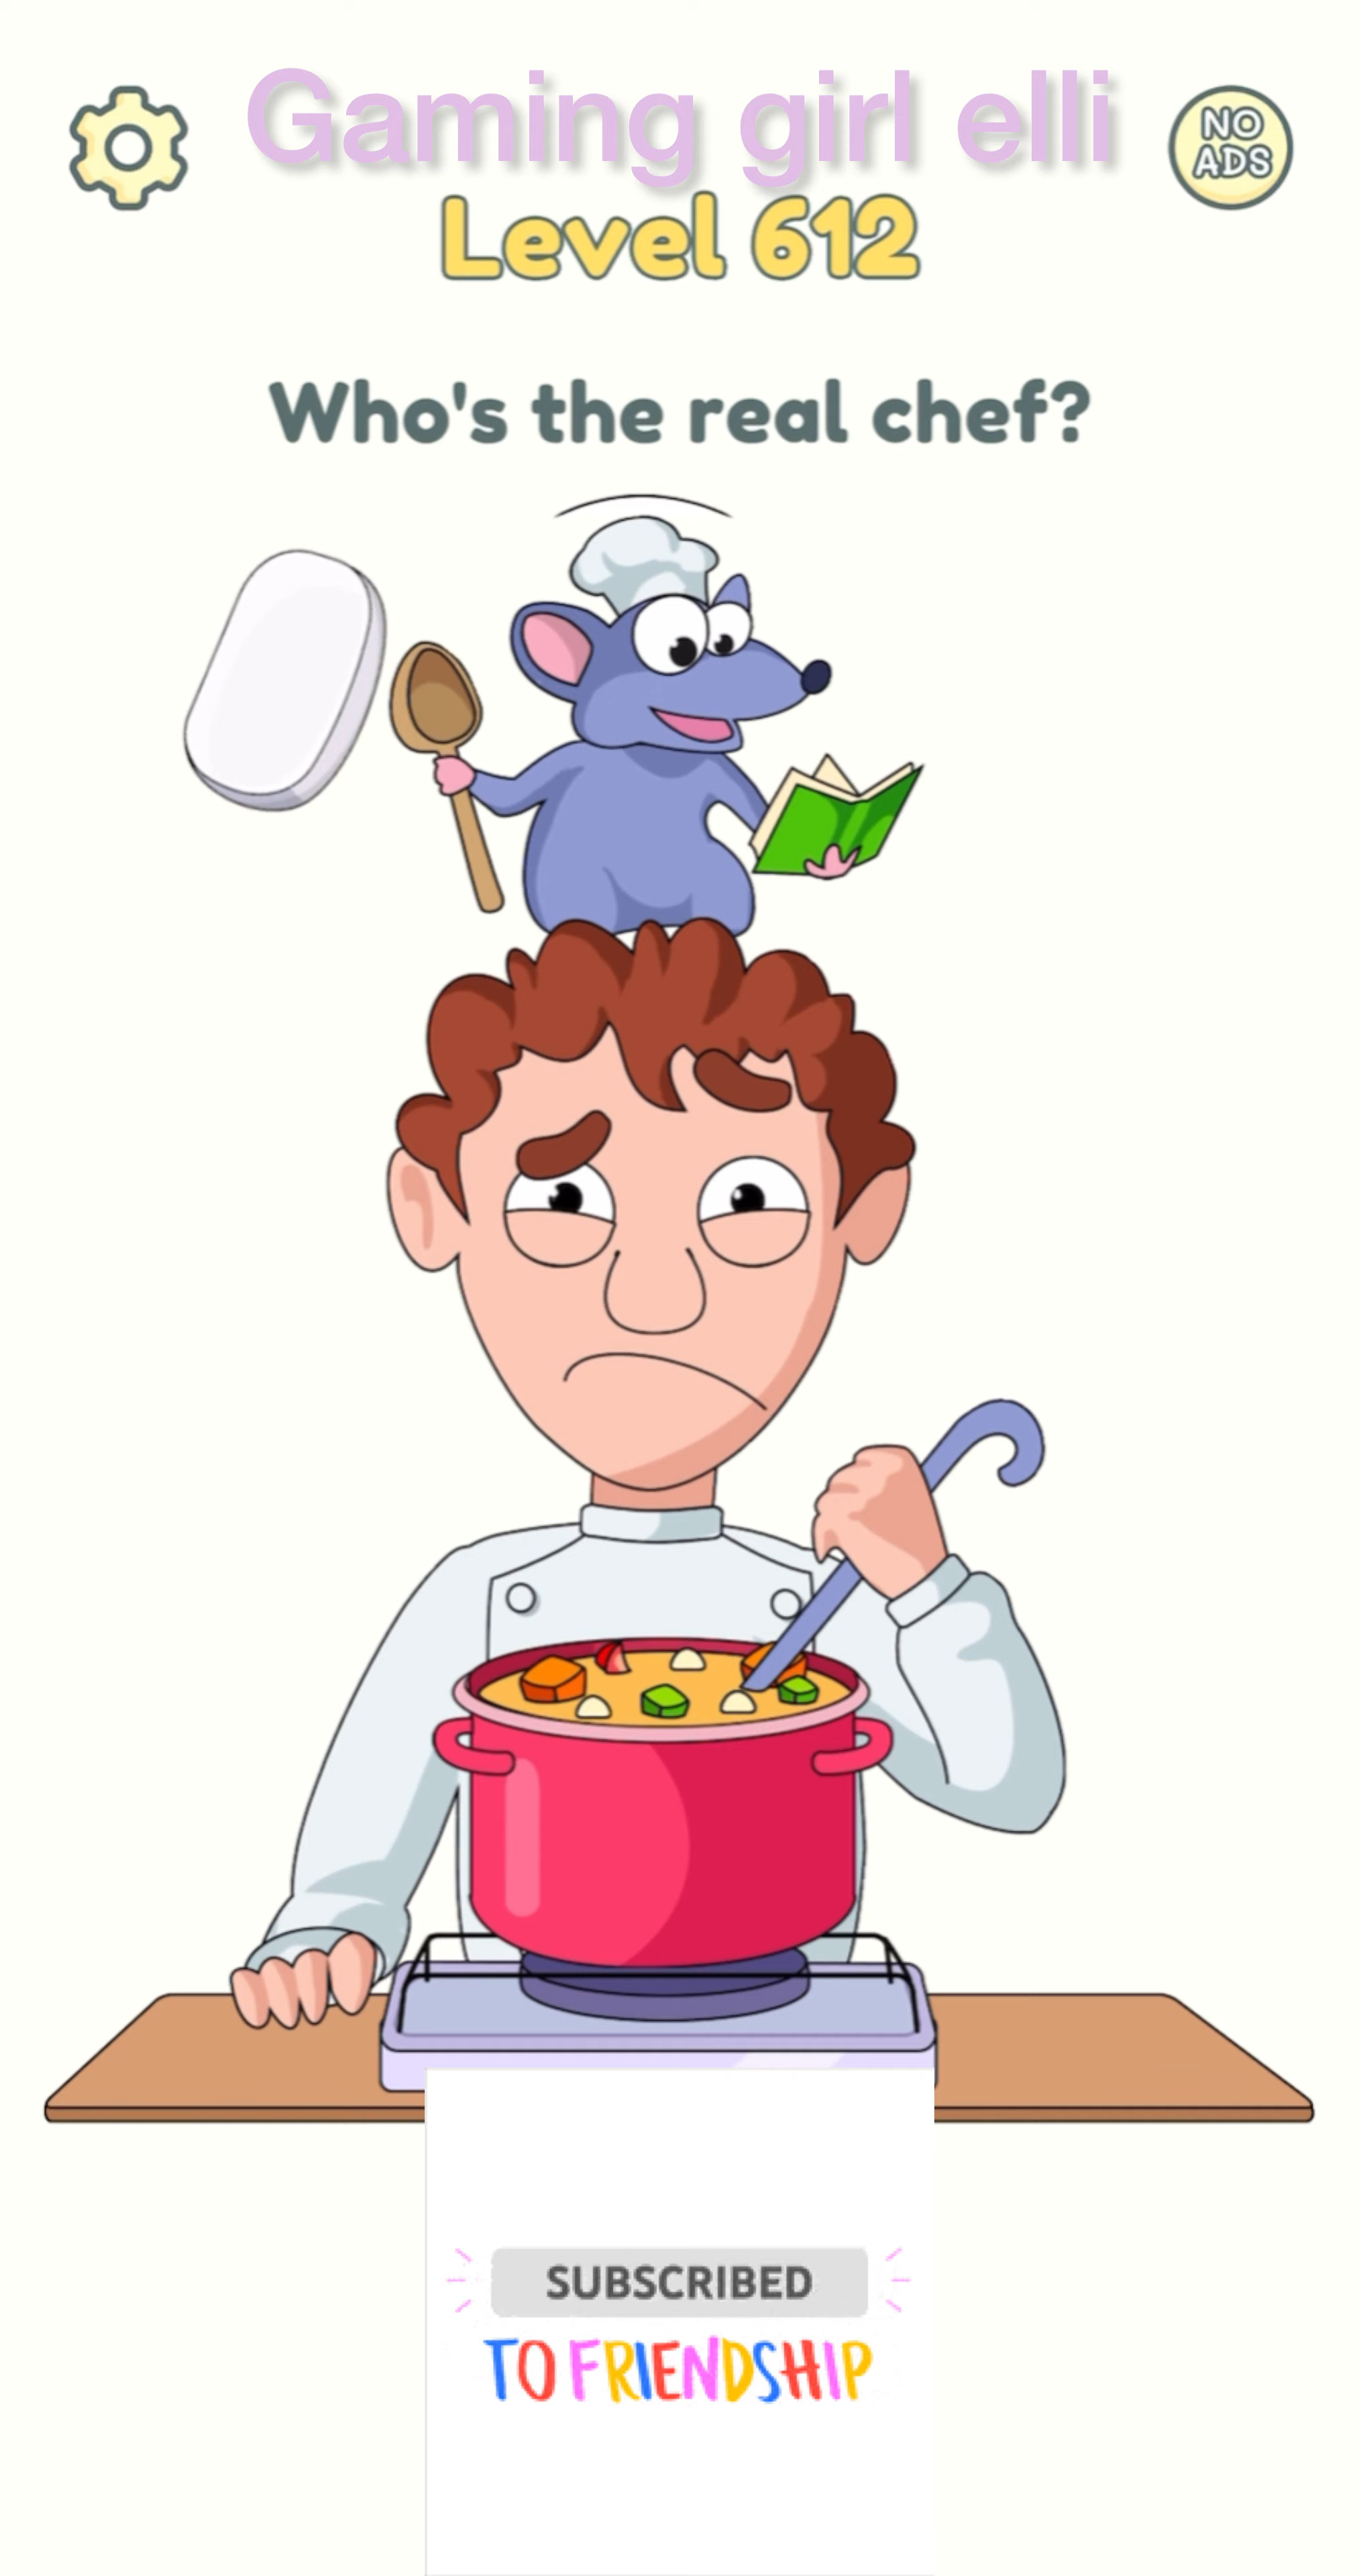 Gaming girl elli
NO
ADS
Level 612
Who's the real chef?
SUBSCRIBED
TO FRIENDSHIP